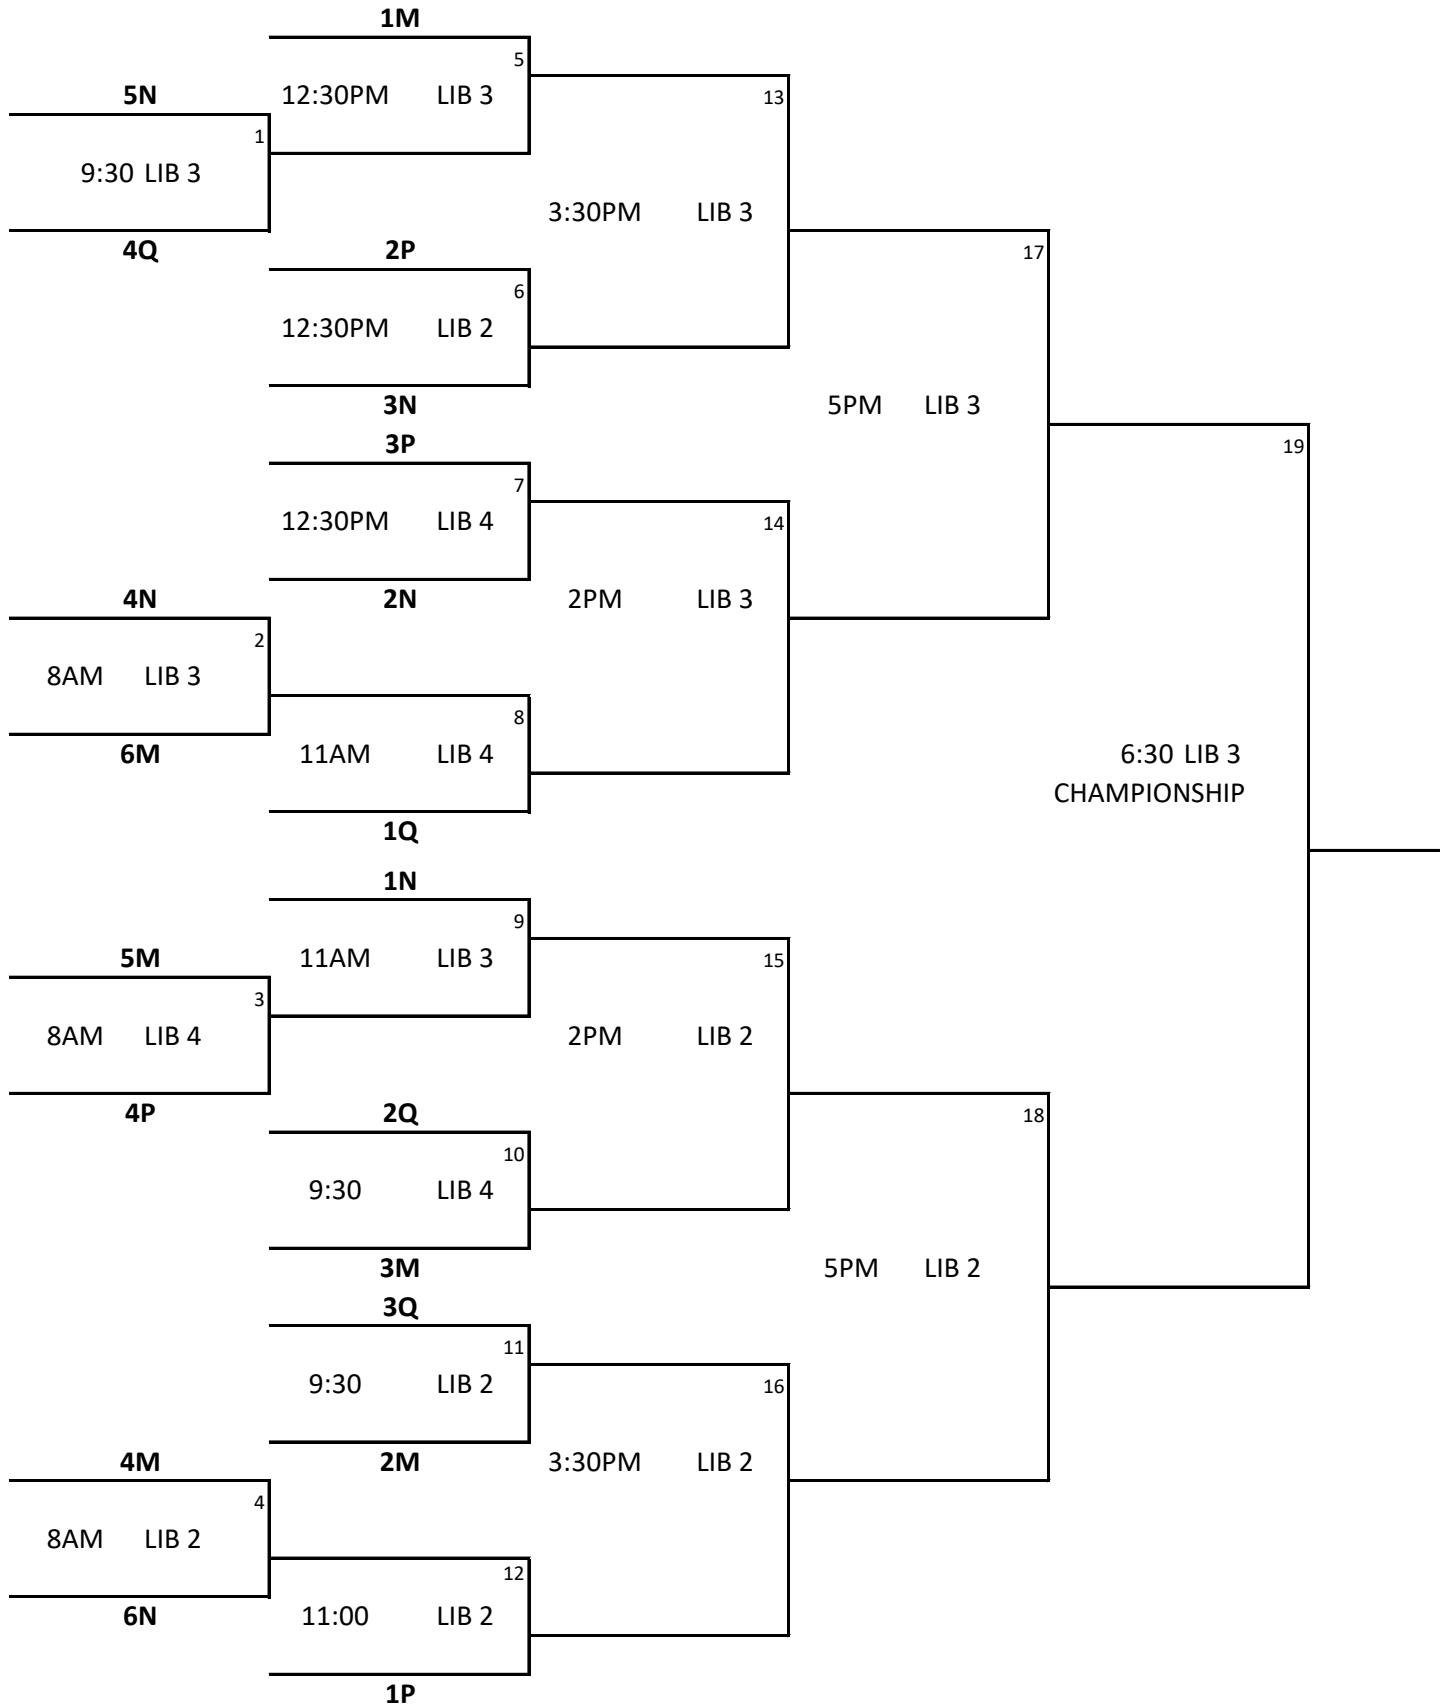 1M
5
5N
12:30PM LIB 3
13
1
9:30 LIB 3
3:30PM LIB 3
4Q
2P
17
6
12:30PM LIB 2
3N
5PM LIB 3
3P
19
7
12:30PM LIB 4
14
4N
2N
2PM LIB 3
2
8AM LIB 3
8
6M
11AM LIB 4
6:30 LIB 3
CHAMPIONSHIP
1Q
1N
9
5M
11AM LIB 3
15
3
8AM LIB 4
2PM LIB 2
4P
2Q
18
10
9:30 LIB 4
3M
5PM LIB 2
3Q
11
9:30 LIB 2
16
4M
2M
3:30PM LIB 2
4
8AM LIB 2
12
6N
11:00 LIB 2
1P